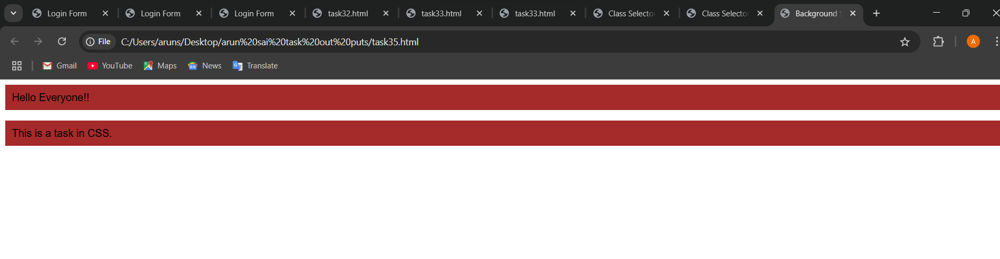 Login Form
Login Form
Login Form
task32.html
task33.html
task33.html
Class Selecto
Class Selecto
Background
File C:/Users/aruns/Desktop/arun%20sai%20task%20out%20puts/task35.html
A
Gmail YouTube Maps News Translate
Hello Everyone!!
This is a task in CSS.